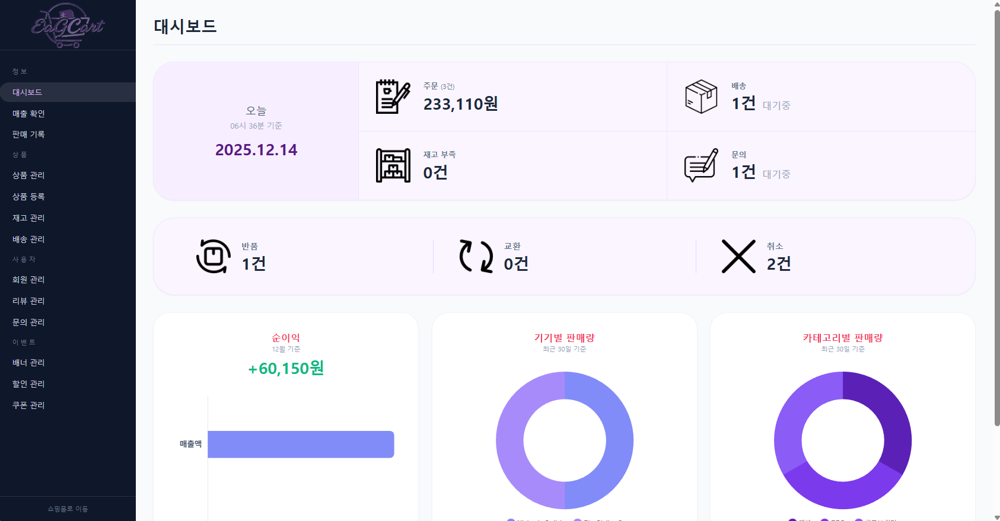 EaGCart
정보
대시보드
매출 확인
판매 기록
상품
상품 관리
상품 등록
재고 관리
배송 관리
사용자
회원 관리
리뷰 관리
문의 관리
이벤트
배너 관리
할인 관리
쿠폰 관리
쇼핑몰로 이동
대시보드
오늘
06시 36분 기준
2025.12.14
주문 (3건)
233,110원
배송
1건 대기중
재고 부족
0건
문의
1건 대기중
반품
1건
교환
0건
취소
2건
순이익
12월 기준
+60,150원
매출액
기기별 판매량
최근 30일 기준
카테고리별 판매량
최근 30일 기준